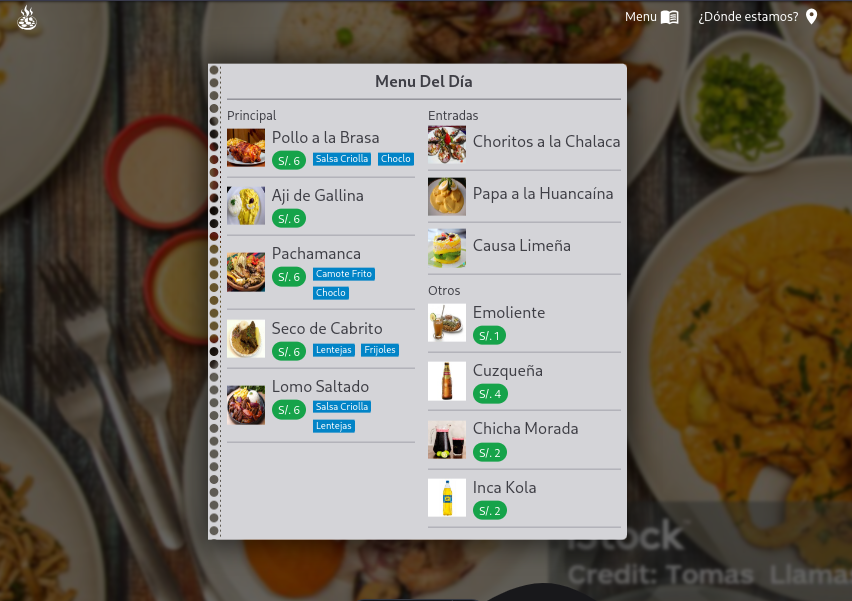 Menu
¿Dónde estamos?
Menu Del Día
Principal
Pollo a la Brasa
S/. 6 Salsa Criolla Choclo
Aji de Gallina
S/. 6
Pachamanca
S/. 6 Camote Frito
Choclo
Seco de Cabrito
S/. 6 Lentejas Frijoles
Lomo Saltado
S/. 6 Salsa Criolla
Lentejas
Entradas
Choritos a la Chalaca
Papa a la Huancaína
Causa Limeña
Otros
Emoliente
S/. 1
Cuzqueña
S/. 4
Chicha Morada
S/. 2
Inca Kola
S/. 2
iStock
Credit: Tomas Llamas